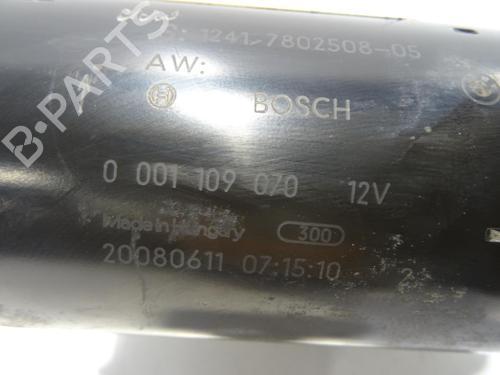 : 1241-7802508-05
AW:
BOSCH
0 001 109 070 12V
Made in Hungary 300
20080611 07:15:10
B-PARTS